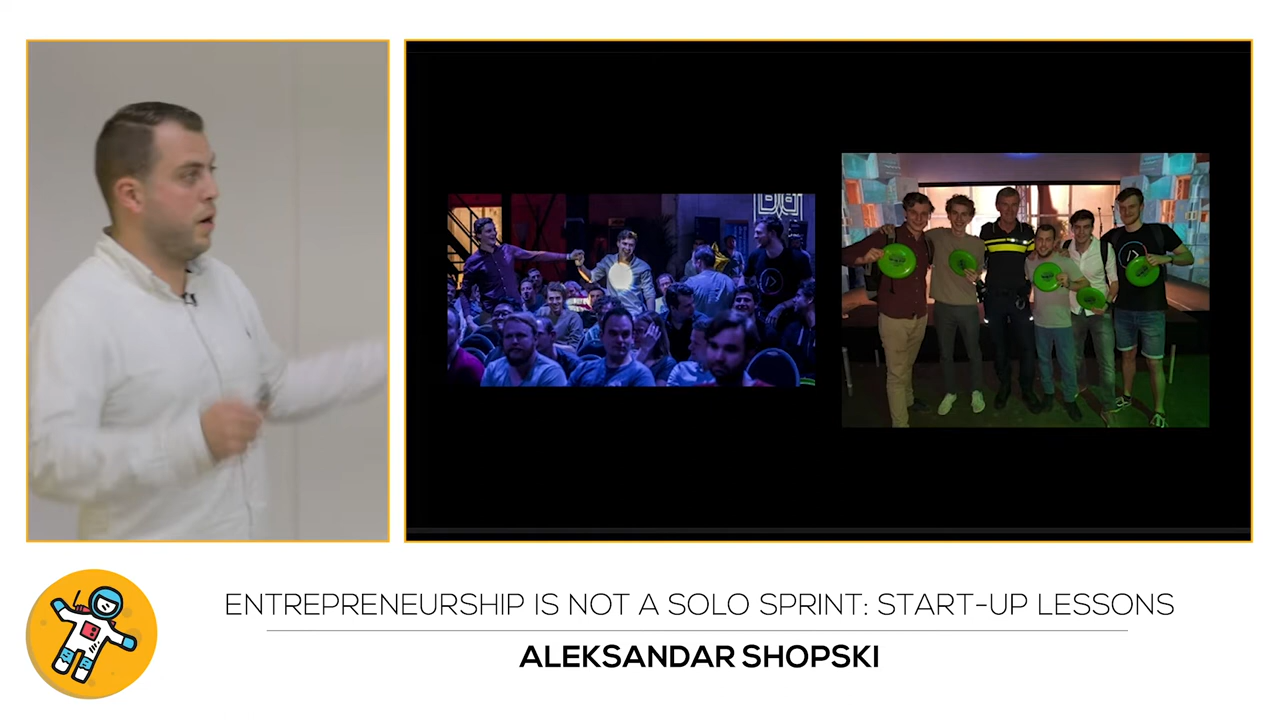 ENTREPRENEURSHIP IS NOT A SOLO SPRINT: START-UP LESSONS
ALEKSANDAR SHOPSKI